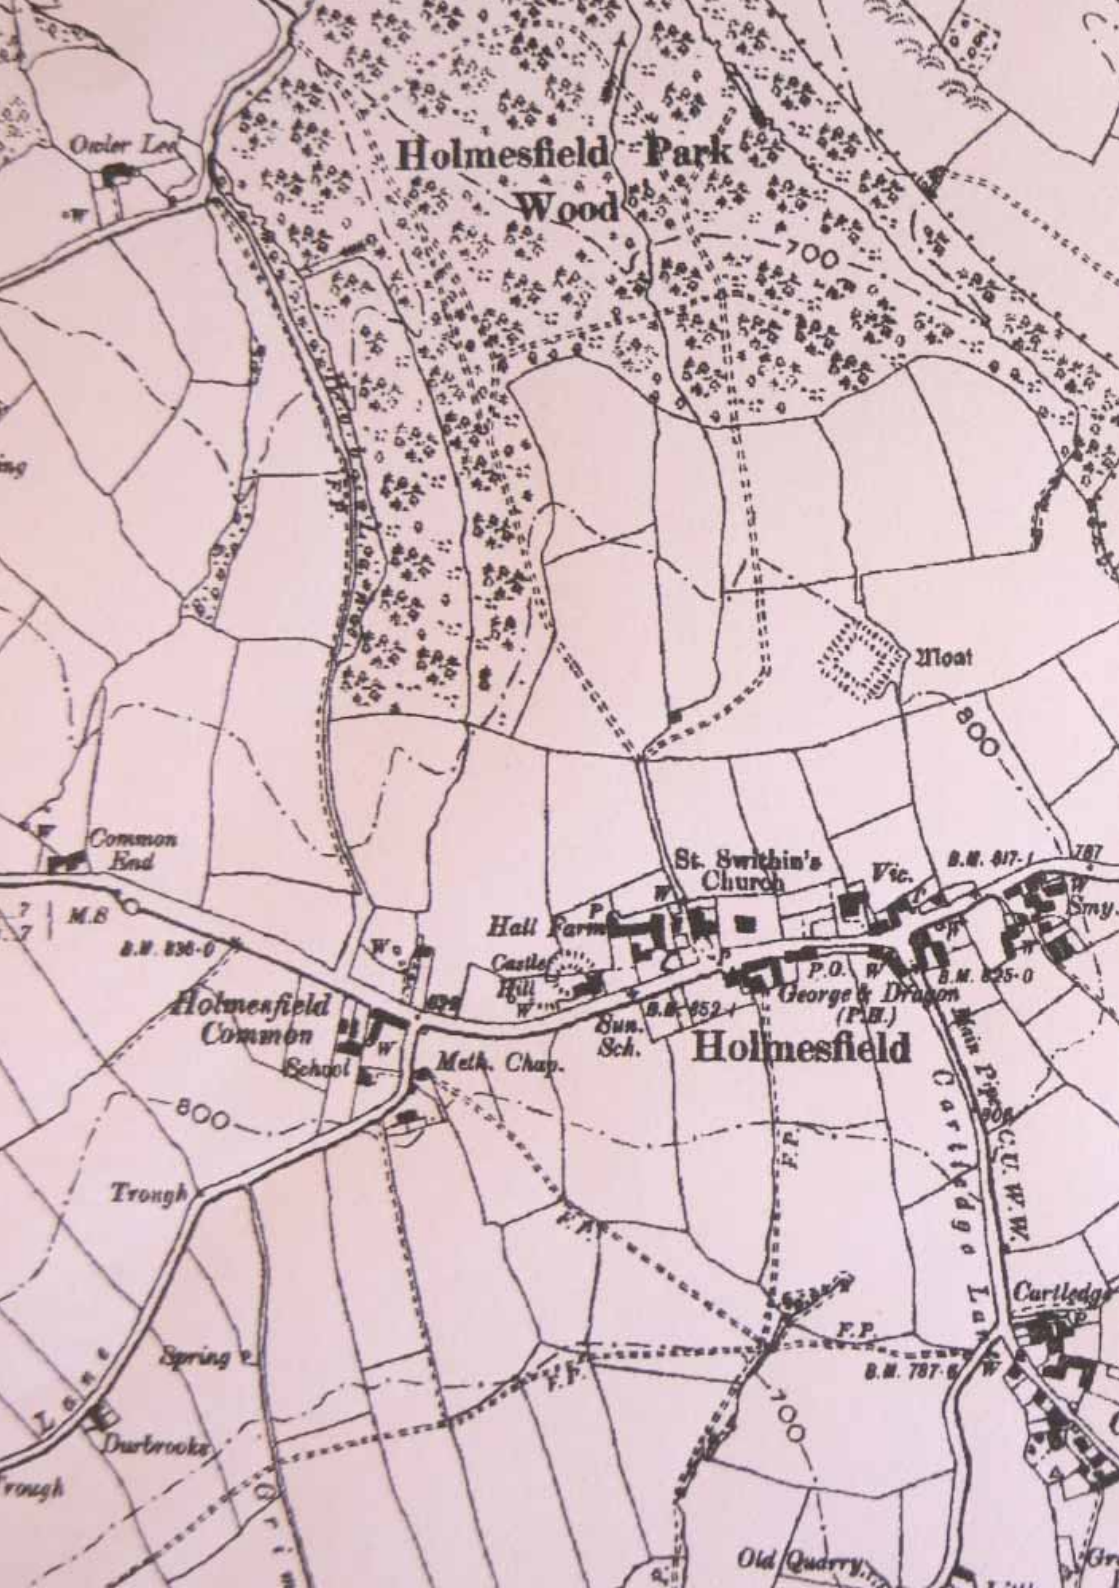 Owler Lee
W
Holmesfield Park
Wood
700
Moat
800
W
Common
End
M.S
B.M. 836·0
St. Swithin's
Church
Vic.
B.M. 817·1
787
W
Smy.
W
P
Hall Farm
W
Castle
Hill
W
P.O.
W
W
W
B.M. 825·0
George & Dragon
(P.H.)
B.M. 852·1
Sun.
Sch.
Holmesfield
Holmesfield
Common
School
W
Meth. Chap.
800
Trough
F.P.
F.P.
Main Pipe
C.U.W.W.
Cartledge Lane
Cartledge
P
Spring
F.P.
F.P.
B.M. 787·6
W
700
Lane
Durbrooks
Trough
Old Quarry